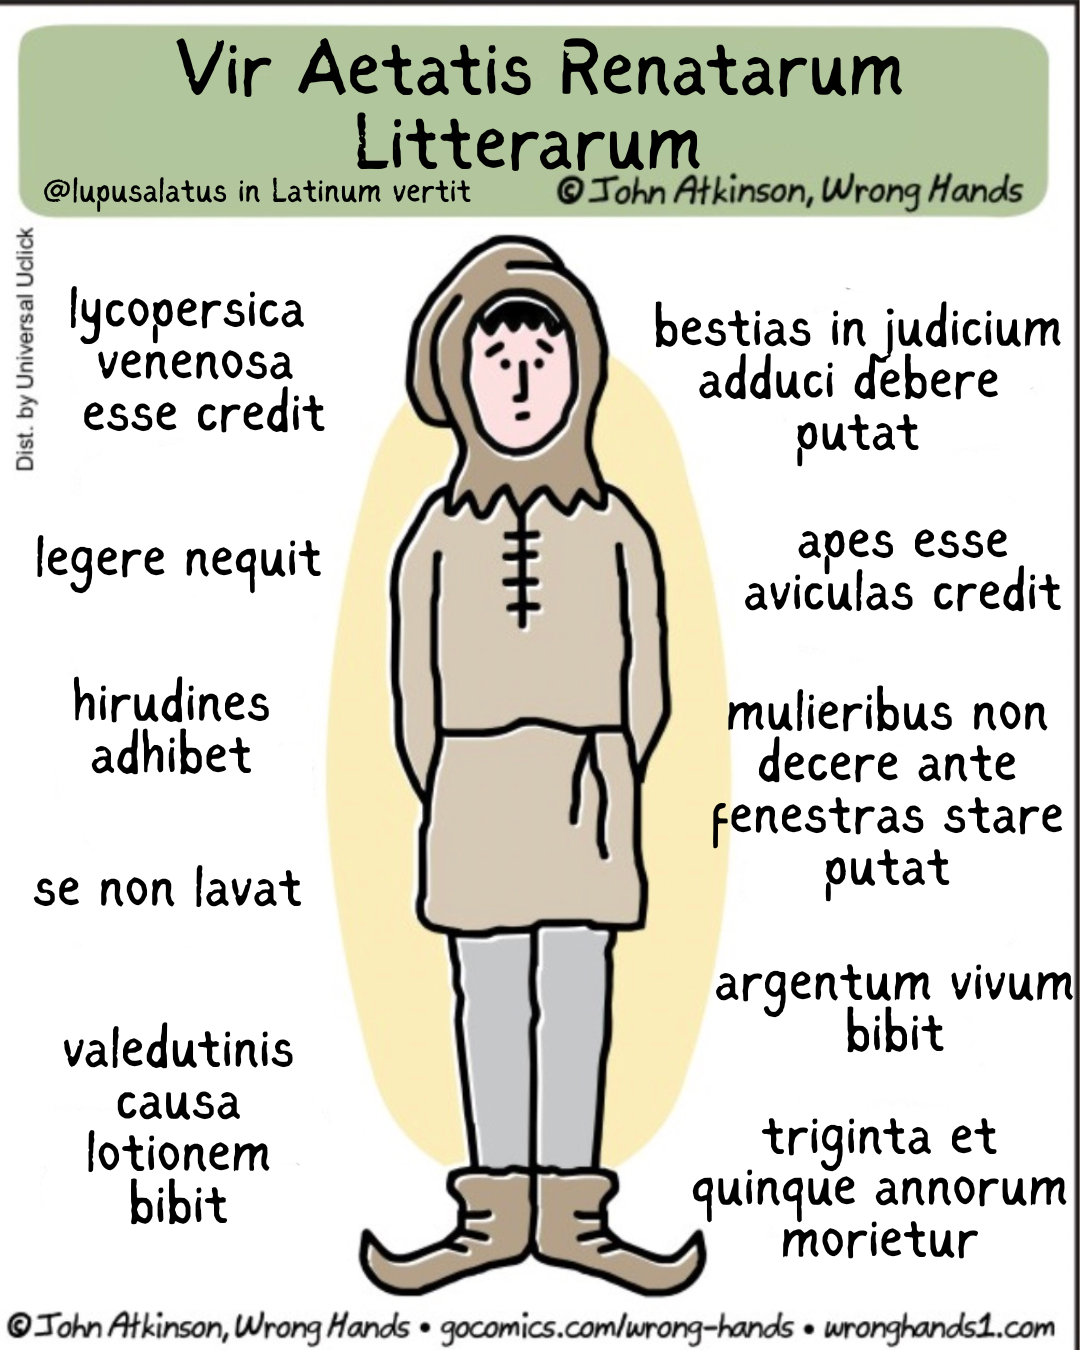 Vir Aetatis Renatarum
Litterarum
@lupusalatus in Latinum vertit
© John Atkinson, Wrong Hands
Dist. by Universal Uclick
lycopersica
venenosa
esse credit
legere nequit
hirudines
adhibet
se non lavat
valedutinis
causa
lotionem
bibit
bestias in judicium
adduci debere
putat
apes esse
aviculas credit
mulieribus non
decere ante
fenestras stare
putat
argentum vivum
bibit
triginta et
quinque annorum
morietur
© John Atkinson, Wrong Hands • gocomics.com/wrong-hands • wronghands1.com